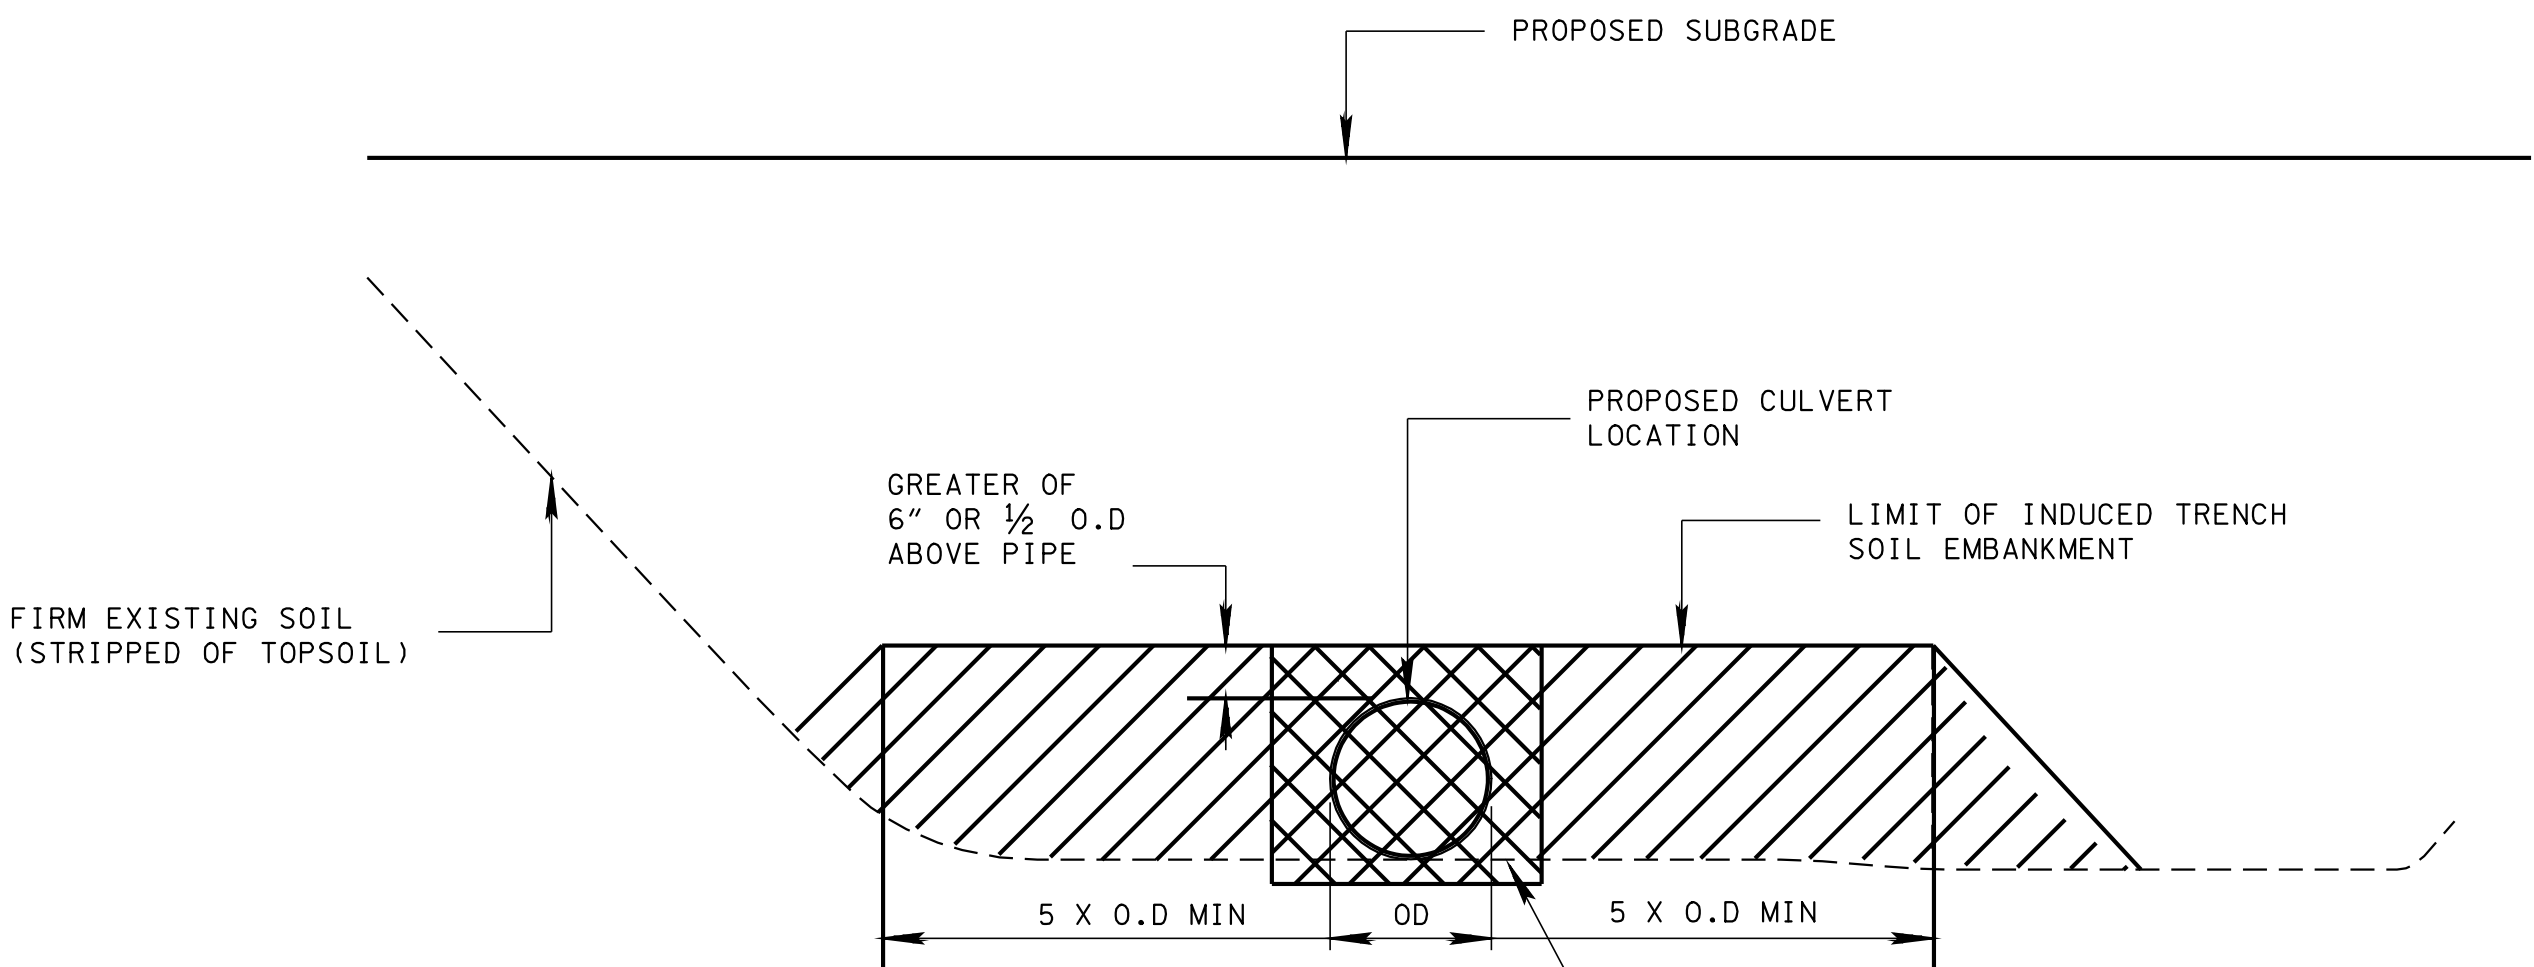 PROPOSED SUBGRADE
PROPOSED CULVERT
LOCATION
GREATER OF
6" OR ½ O.D
ABOVE PIPE
LIMIT OF INDUCED TRENCH
SOIL EMBANKMENT
FIRM EXISTING SOIL
(STRIPPED OF TOPSOIL)
5 X O.D MIN
OD
5 X O.D MIN